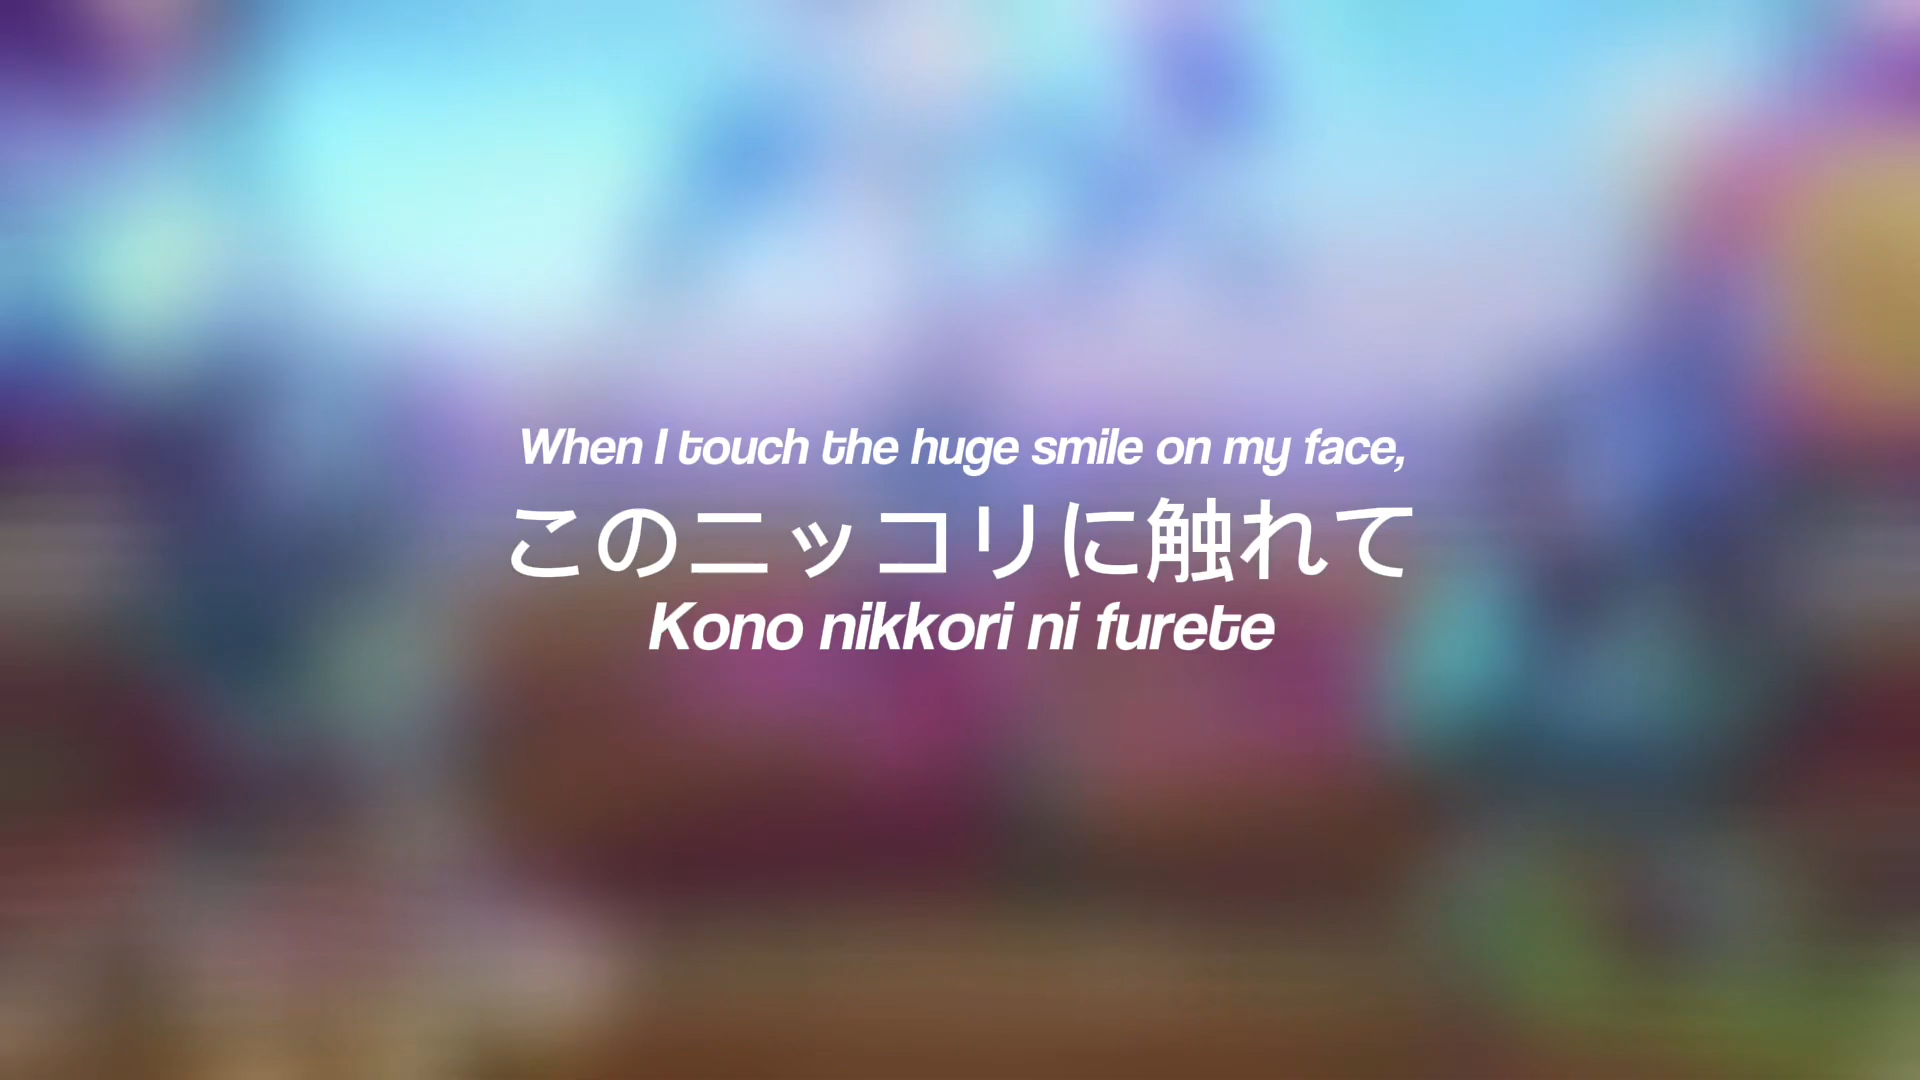 When I touch the huge smile on my face,
このニッコリに触れて
Kono nikkori ni furete